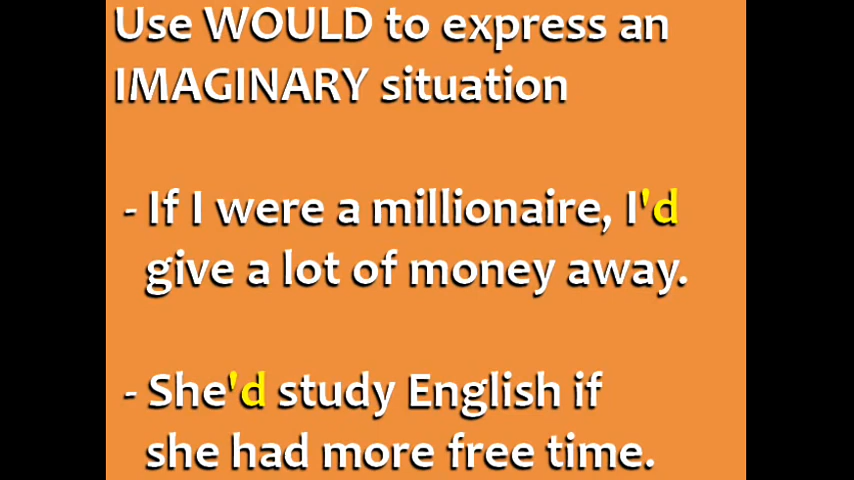 Use WOULD to express an
IMAGINARY situation
- If I were a millionaire, I'd
give a lot of money away.
- She'd study English if
she had more free time.